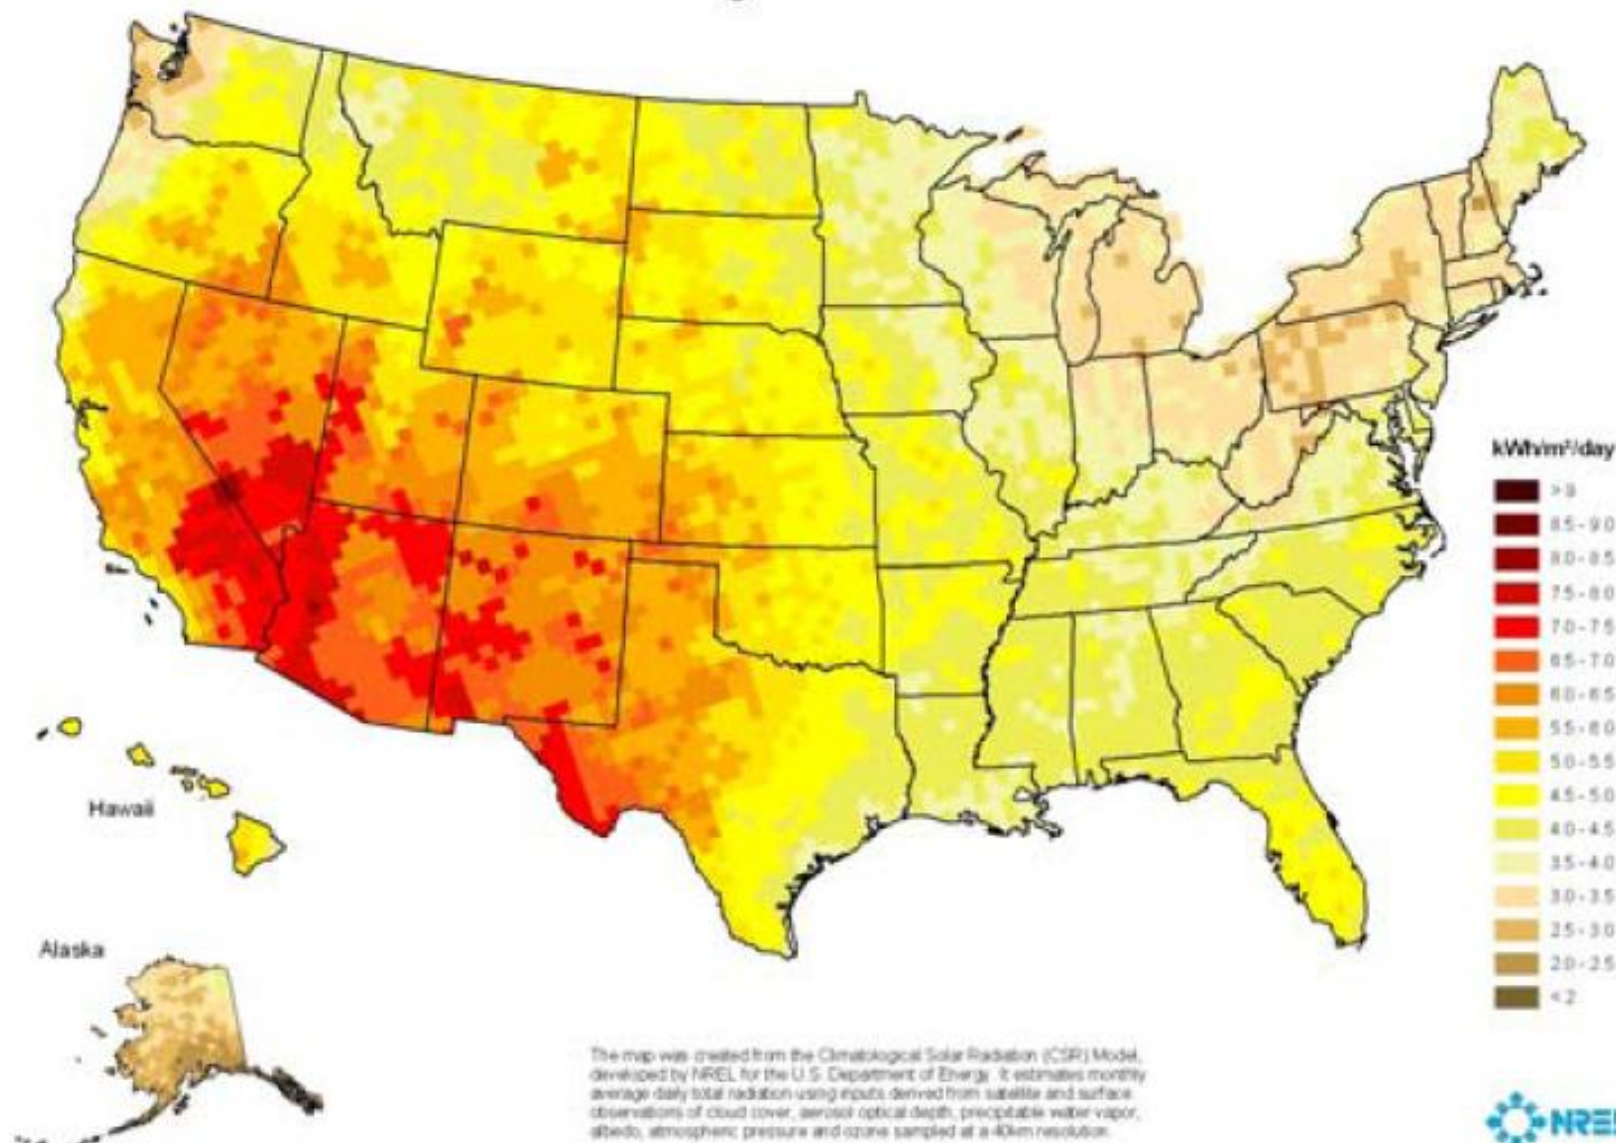 kWh/m²/day
>9
8.5 - 9.0
8.0 - 8.5
7.5 - 8.0
7.0 - 7.5
6.5 - 7.0
6.0 - 6.5
5.5 - 6.0
5.0 - 5.5
4.5 - 5.0
4.0 - 4.5
3.5 - 4.0
3.0 - 3.5
2.5 - 3.0
2.0 - 2.5
<2
Hawaii
Alaska
The map was created from the Climatological Solar Radiation (CSR) Model,
developed by NREL for the U.S. Department of Energy. It estimates monthly
average daily total radiation using inputs derived from satellite and surface
observations of cloud cover, aerosol optical depth, precipitable water vapor,
albedo, atmospheric pressure and ozone sampled at a 40km resolution.
NREL